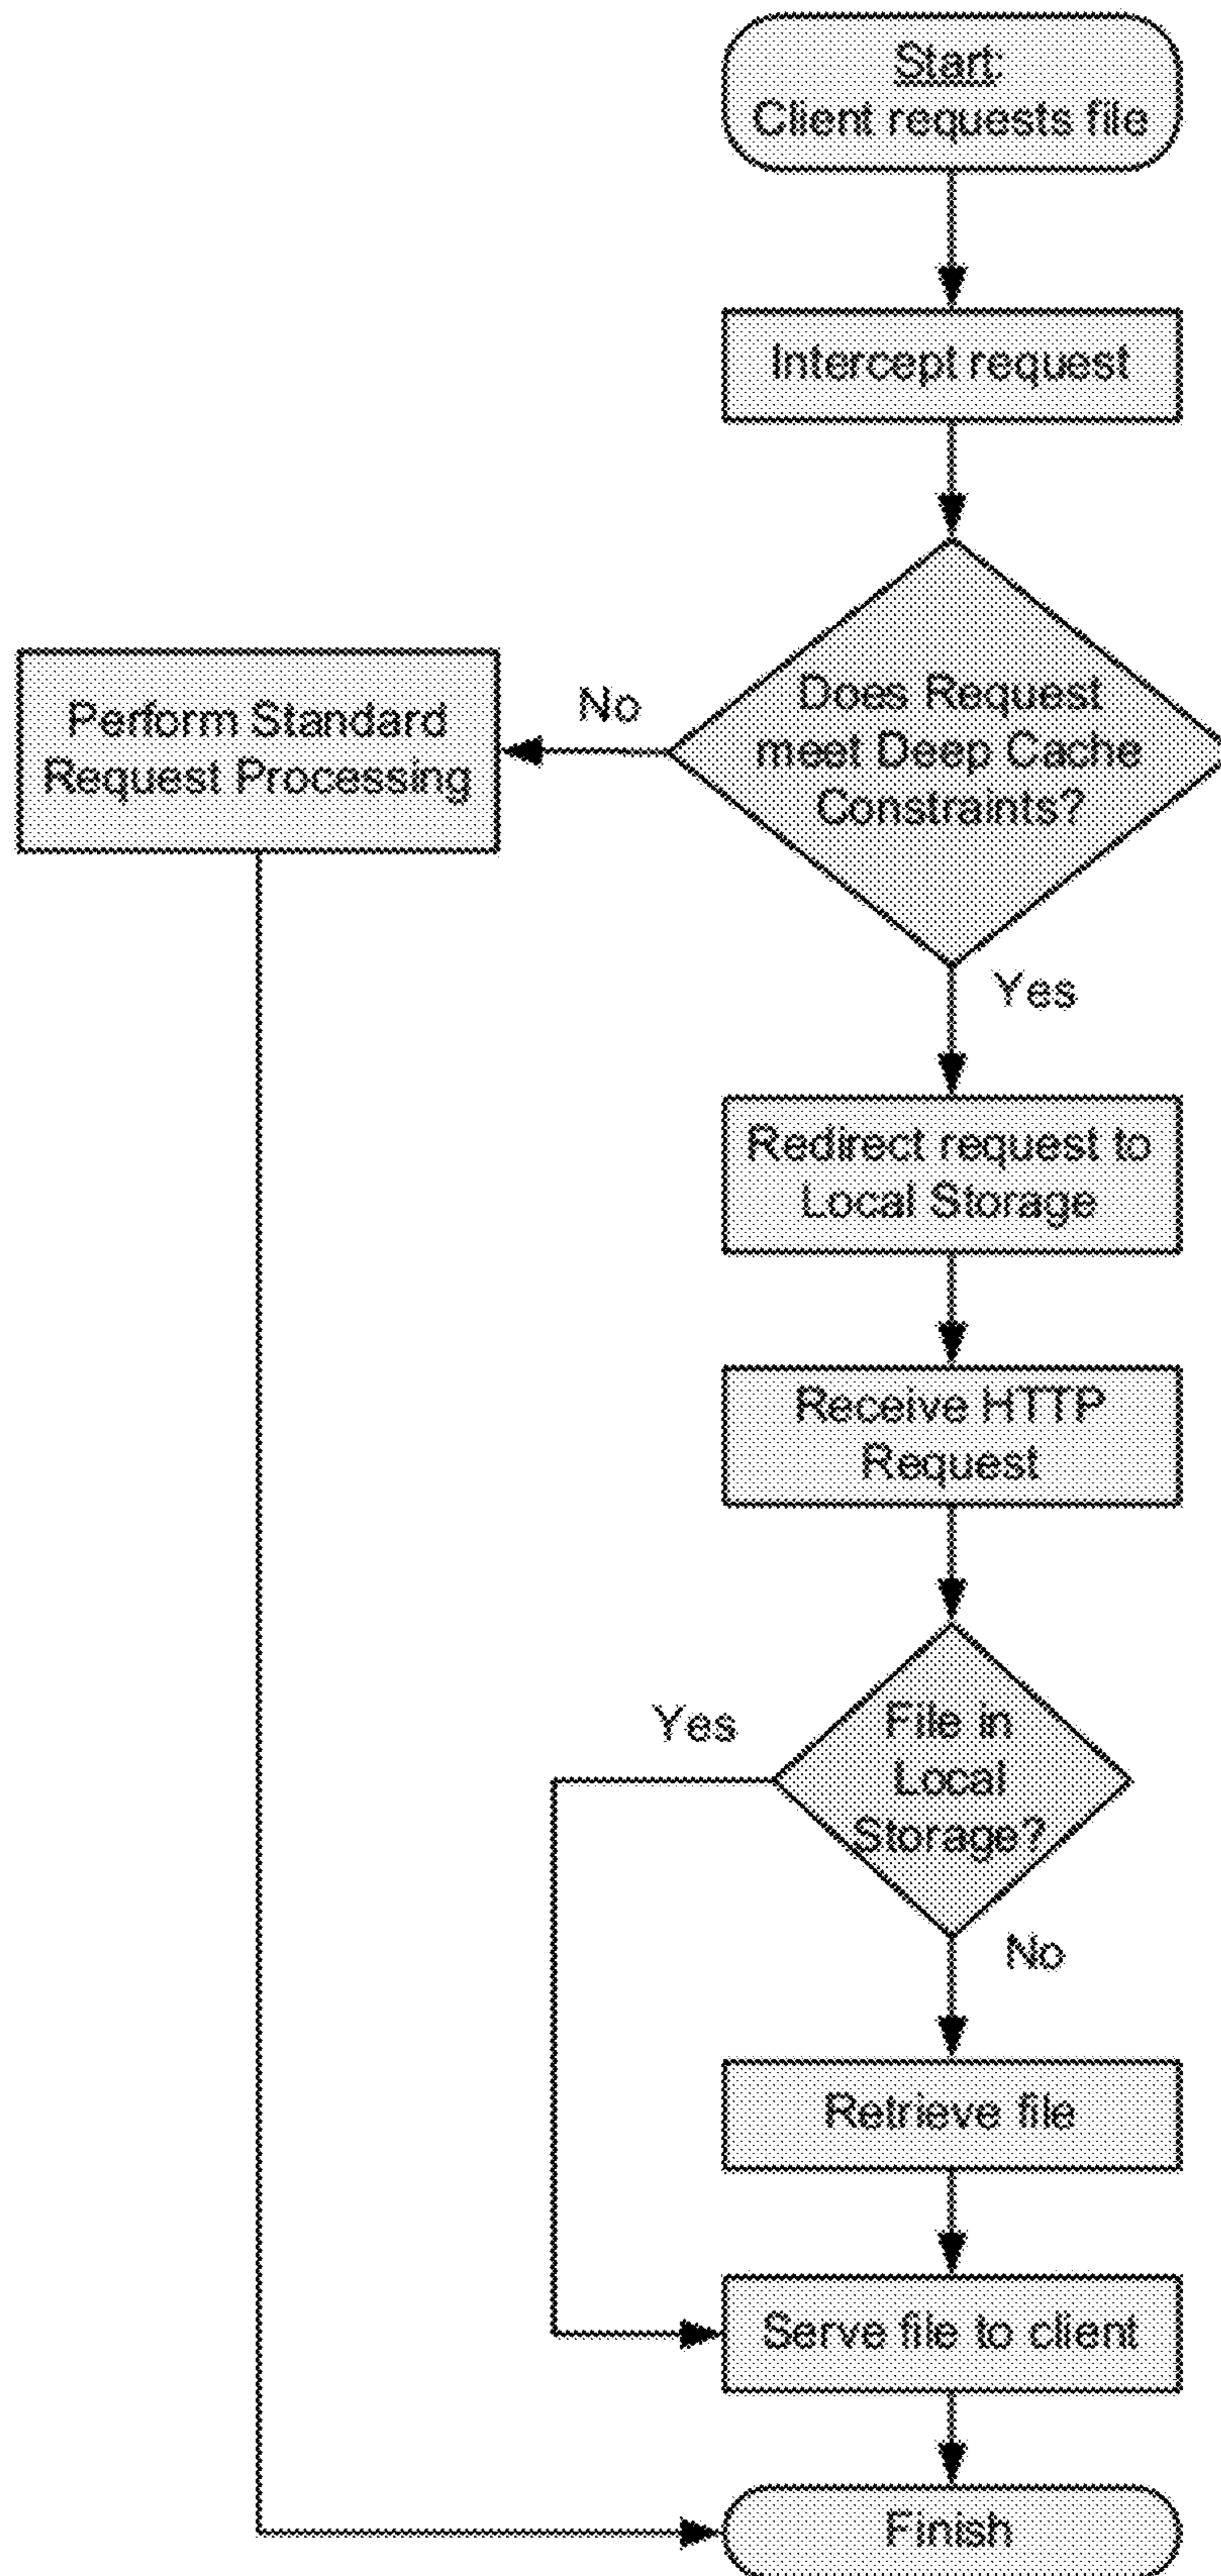 Start:
Client requests file
Intercept request
Does Request
meet Deep Cache
Constraints?
No
Perform Standard
Request Processing
Yes
Redirect request to
Local Storage
Receive HTTP
Request
File in
Local
Storage?
Yes
No
Retrieve file
Serve file to client
Finish